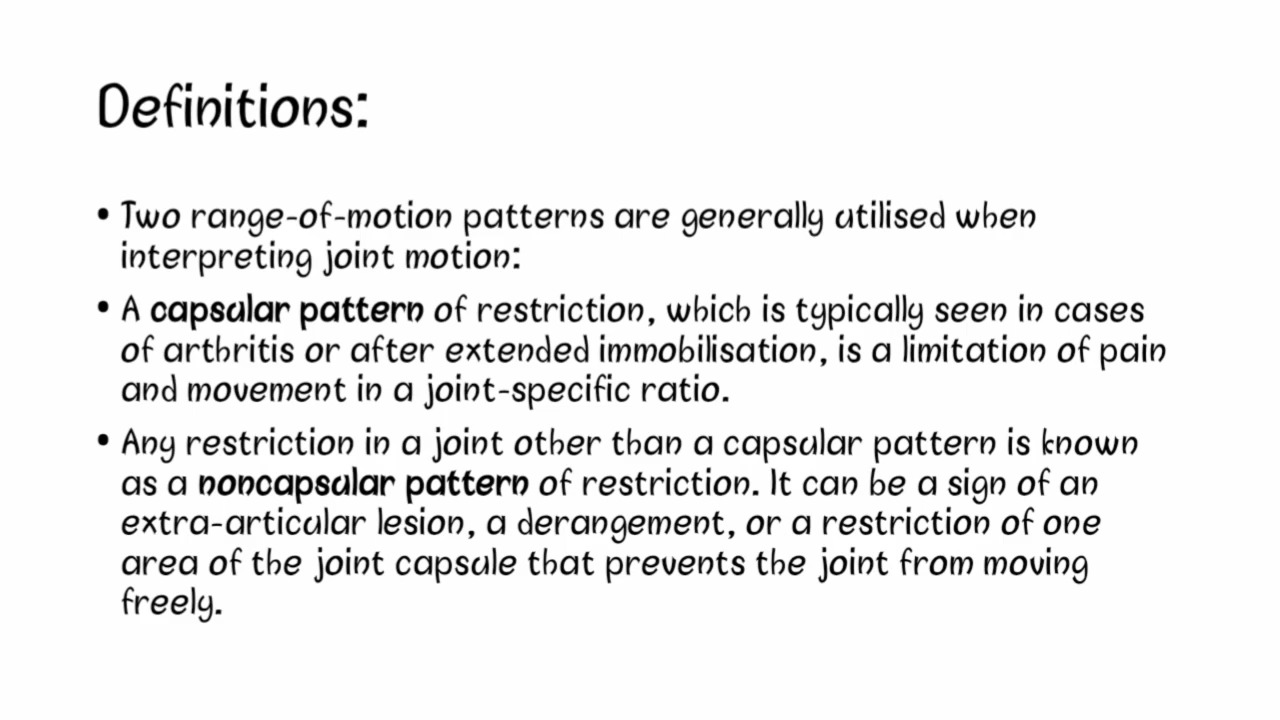 Definitions:
• Two range-of-motion patterns are generally utilised when
interpreting joint motion:
• A capsular pattern of restriction, which is typically seen in cases
of arthritis or after extended immobilisation, is a limitation of pain
and movement in a joint-specific ratio.
• Any restriction in a joint other than a capsular pattern is known
as a noncapsular pattern of restriction. It can be a sign of an
extra-articular lesion, a derangement, or a restriction of one
area of the joint capsule that prevents the joint from moving
freely.